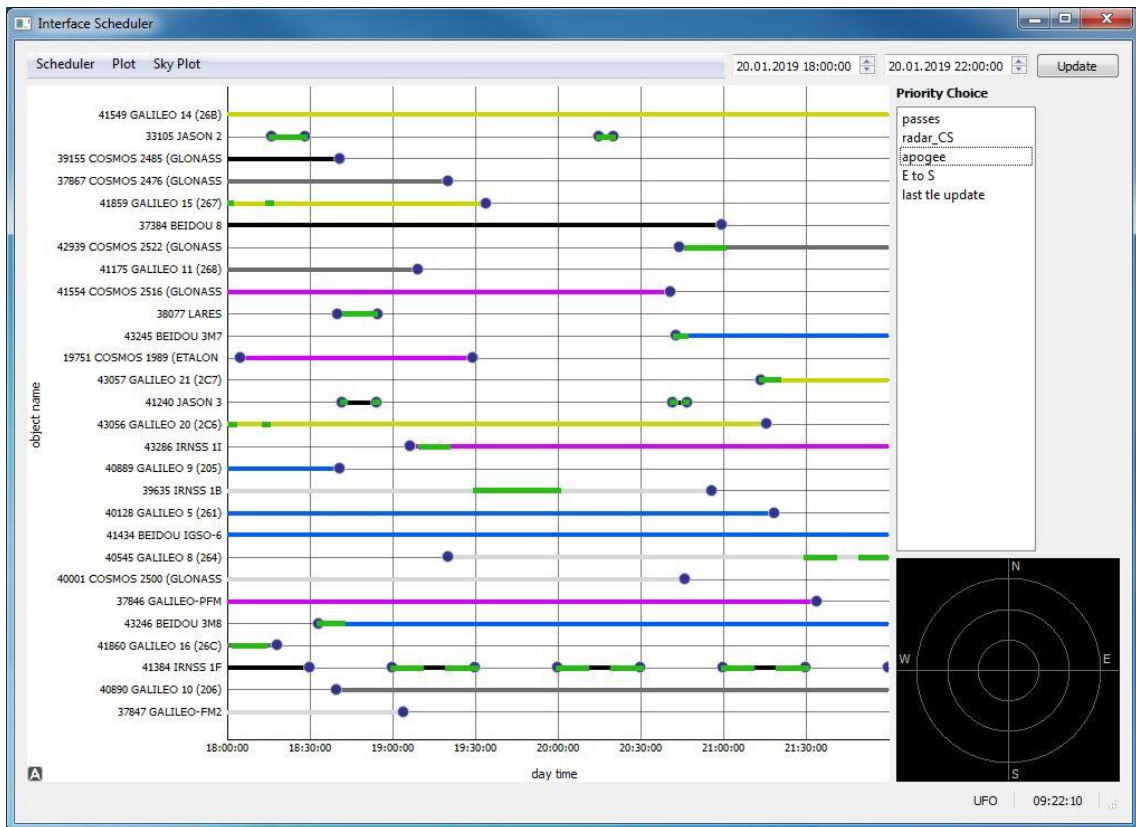 Interface Scheduler
Scheduler Plot Sky Plot 20.01.2019 18:00:00 20.01.2019 22:00:00 Update
Priority Choice
passes
radar_CS
apogee
E to S
last tle update
41549 GALILEO 14 (26B)
33105 JASON 2
39155 COSMOS 2485 (GLONASS
37867 COSMOS 2476 (GLONASS
41859 GALILEO 15 (267)
37384 BEIDOU 8
42939 COSMOS 2522 (GLONASS
41175 GALILEO 11 (268)
41554 COSMOS 2516 (GLONASS
38077 LARES
43245 BEIDOU 3M7
19751 COSMOS 1989 (ETALON
43057 GALILEO 21 (2C7)
41240 JASON 3
43056 GALILEO 20 (2C6)
43286 IRNSS 1I
40889 GALILEO 9 (205)
39635 IRNSS 1B
40128 GALILEO 5 (261)
41434 BEIDOU IGSO-6
40545 GALILEO 8 (264)
40001 COSMOS 2500 (GLONASS
37846 GALILEO-PFM
43246 BEIDOU 3M8
41860 GALILEO 16 (26C)
41384 IRNSS 1F
40890 GALILEO 10 (206)
37847 GALILEO-FM2
object name
18:00:00 18:30:00 19:00:00 19:30:00 20:00:00 20:30:00 21:00:00 21:30:00
day time
A
N
W E
S
UFO 09:22:10